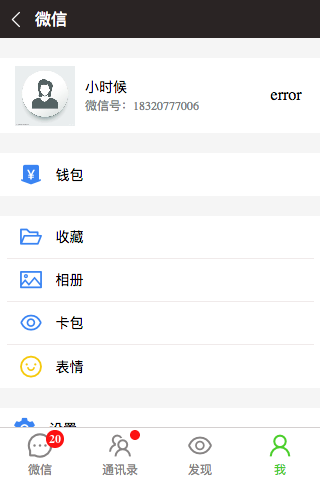 微信
小时候
微信号：18320777006
error
钱包
收藏
相册
卡包
表情
设置
20
微信
通讯录
发现
我